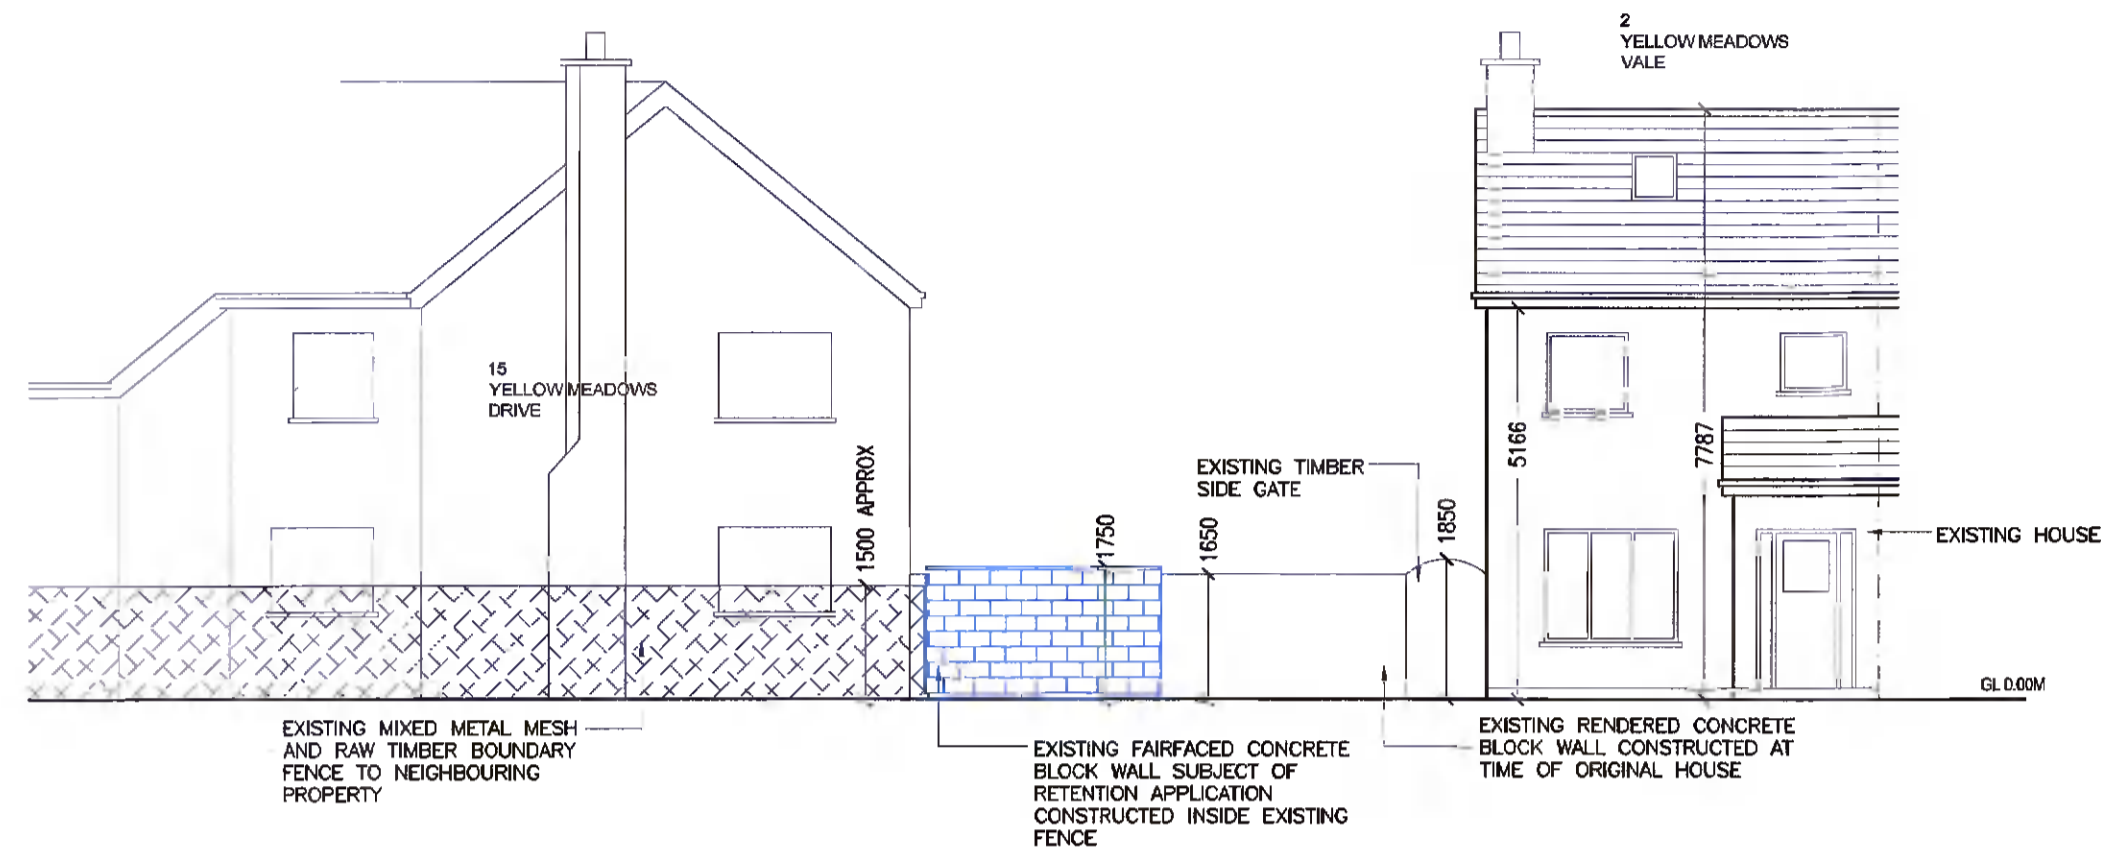 2
YELLOW MEADOWS
VALE
15
YELLOW MEADOWS
DRIVE
1500 APPROX
1750
1650
EXISTING TIMBER
SIDE GATE
1850
5166
7787
EXISTING HOUSE
GL 0.00M
EXISTING MIXED METAL MESH
AND RAW TIMBER BOUNDARY
FENCE TO NEIGHBOURING
PROPERTY
EXISTING FAIRFACED CONCRETE
BLOCK WALL SUBJECT OF
RETENTION APPLICATION
CONSTRUCTED INSIDE EXISTING
FENCE
EXISTING RENDERED CONCRETE
BLOCK WALL CONSTRUCTED AT
TIME OF ORIGINAL HOUSE